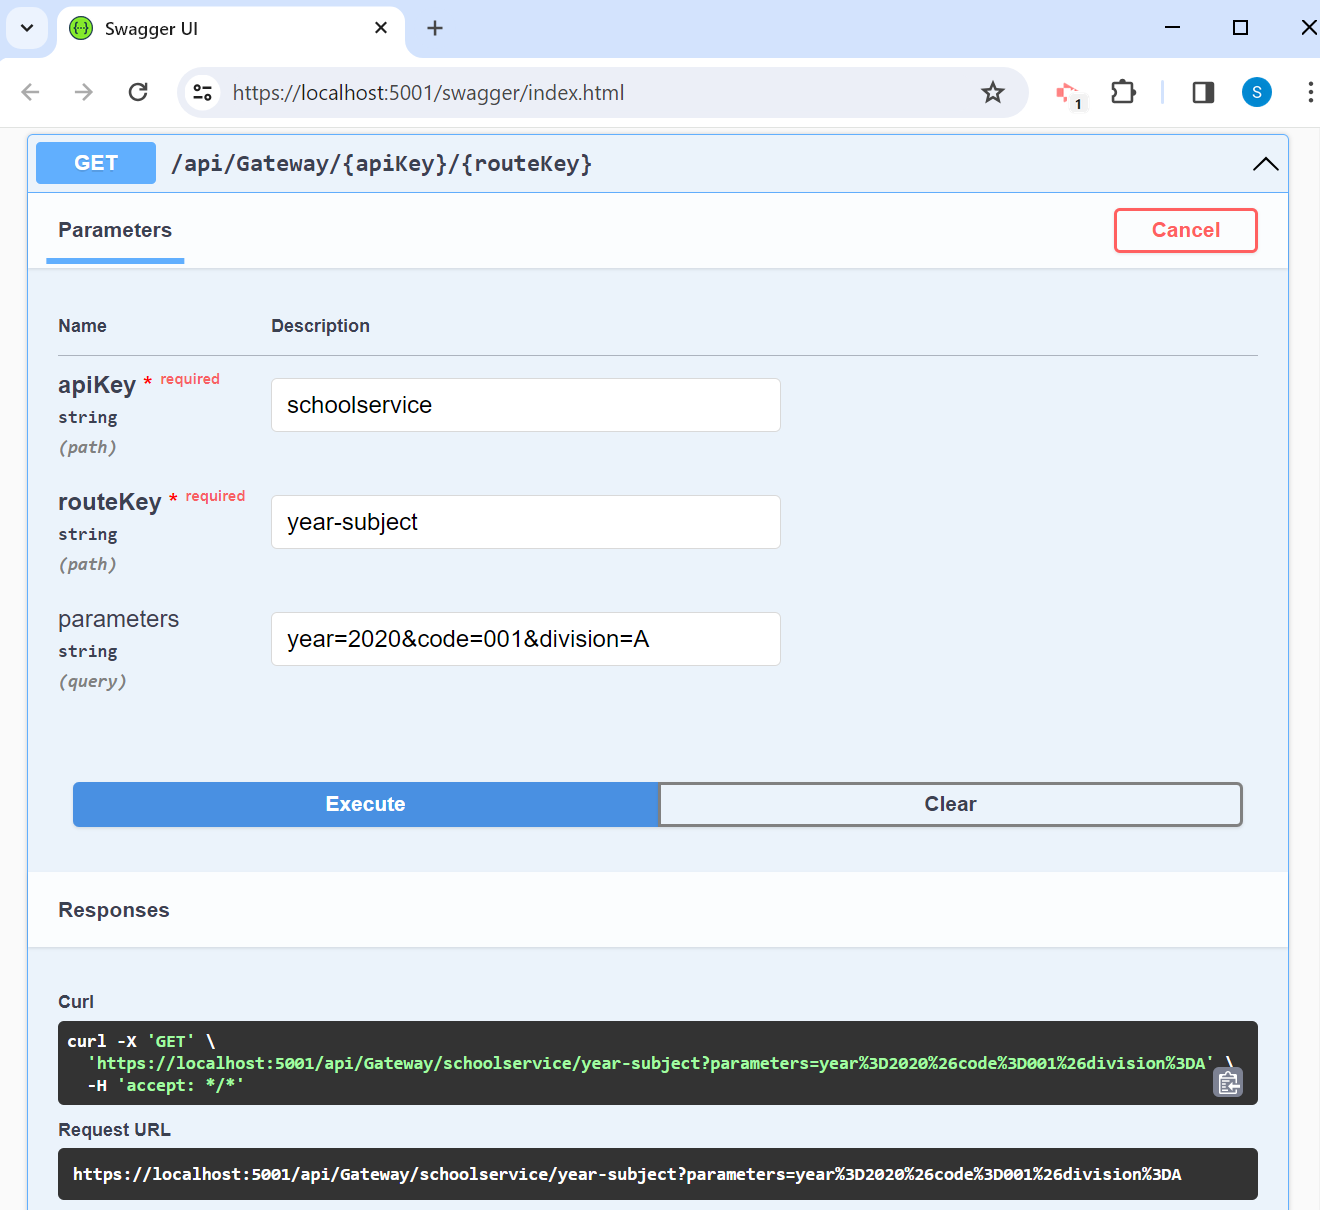 Swagger UI
https://localhost:5001/swagger/index.html
1
S
GET /api/Gateway/{apiKey}/{routeKey}
Parameters
Cancel
Name Description
apiKey * required
string
(path)
schoolservice
routeKey * required
string
(path)
year-subject
parameters
string
(query)
year=2020&code=001&division=A
Execute
Clear
Responses
Curl
curl -X 'GET' \
'https://localhost:5001/api/Gateway/schoolservice/year-subject?parameters=year%3D2020%26code%3D001%26division%3DA' \
-H 'accept: */*'
Request URL
https://localhost:5001/api/Gateway/schoolservice/year-subject?parameters=year%3D2020%26code%3D001%26division%3DA